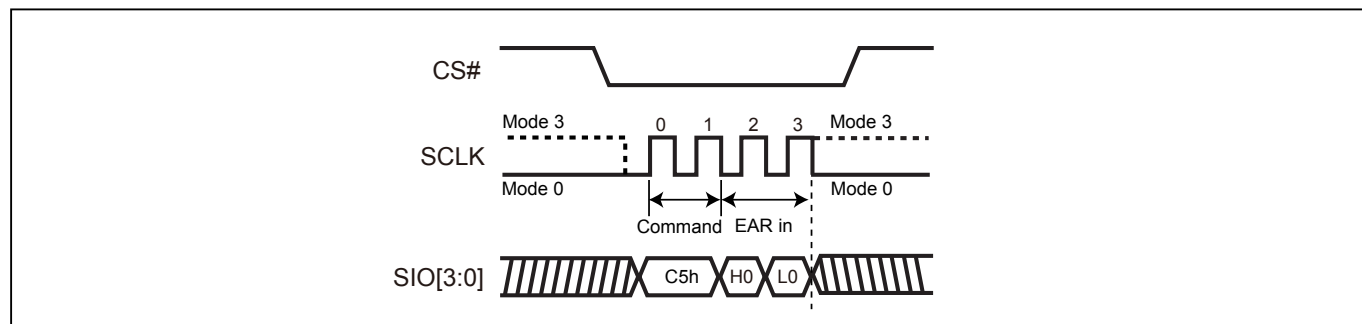 CS#
Mode 3
0 1 2 3
Mode 3
SCLK
Mode 0
Mode 0
Command
EAR in
SIO[3:0]
C5h
H0
L0